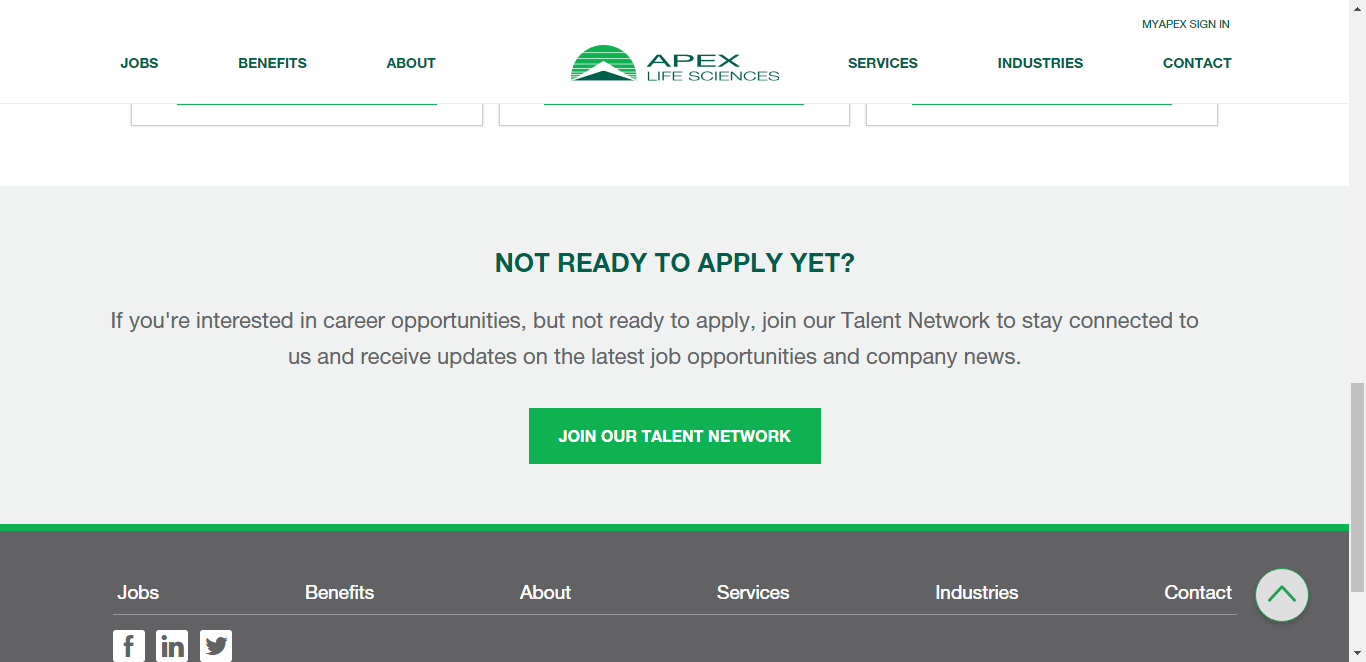 MYAPEX SIGN IN
JOBS BENEFITS ABOUT APEX LIFE SCIENCES SERVICES INDUSTRIES CONTACT
NOT READY TO APPLY YET?
If you're interested in career opportunities, but not ready to apply, join our Talent Network to stay connected to
us and receive updates on the latest job opportunities and company news.
JOIN OUR TALENT NETWORK
Jobs Benefits About Services Industries Contact
f in